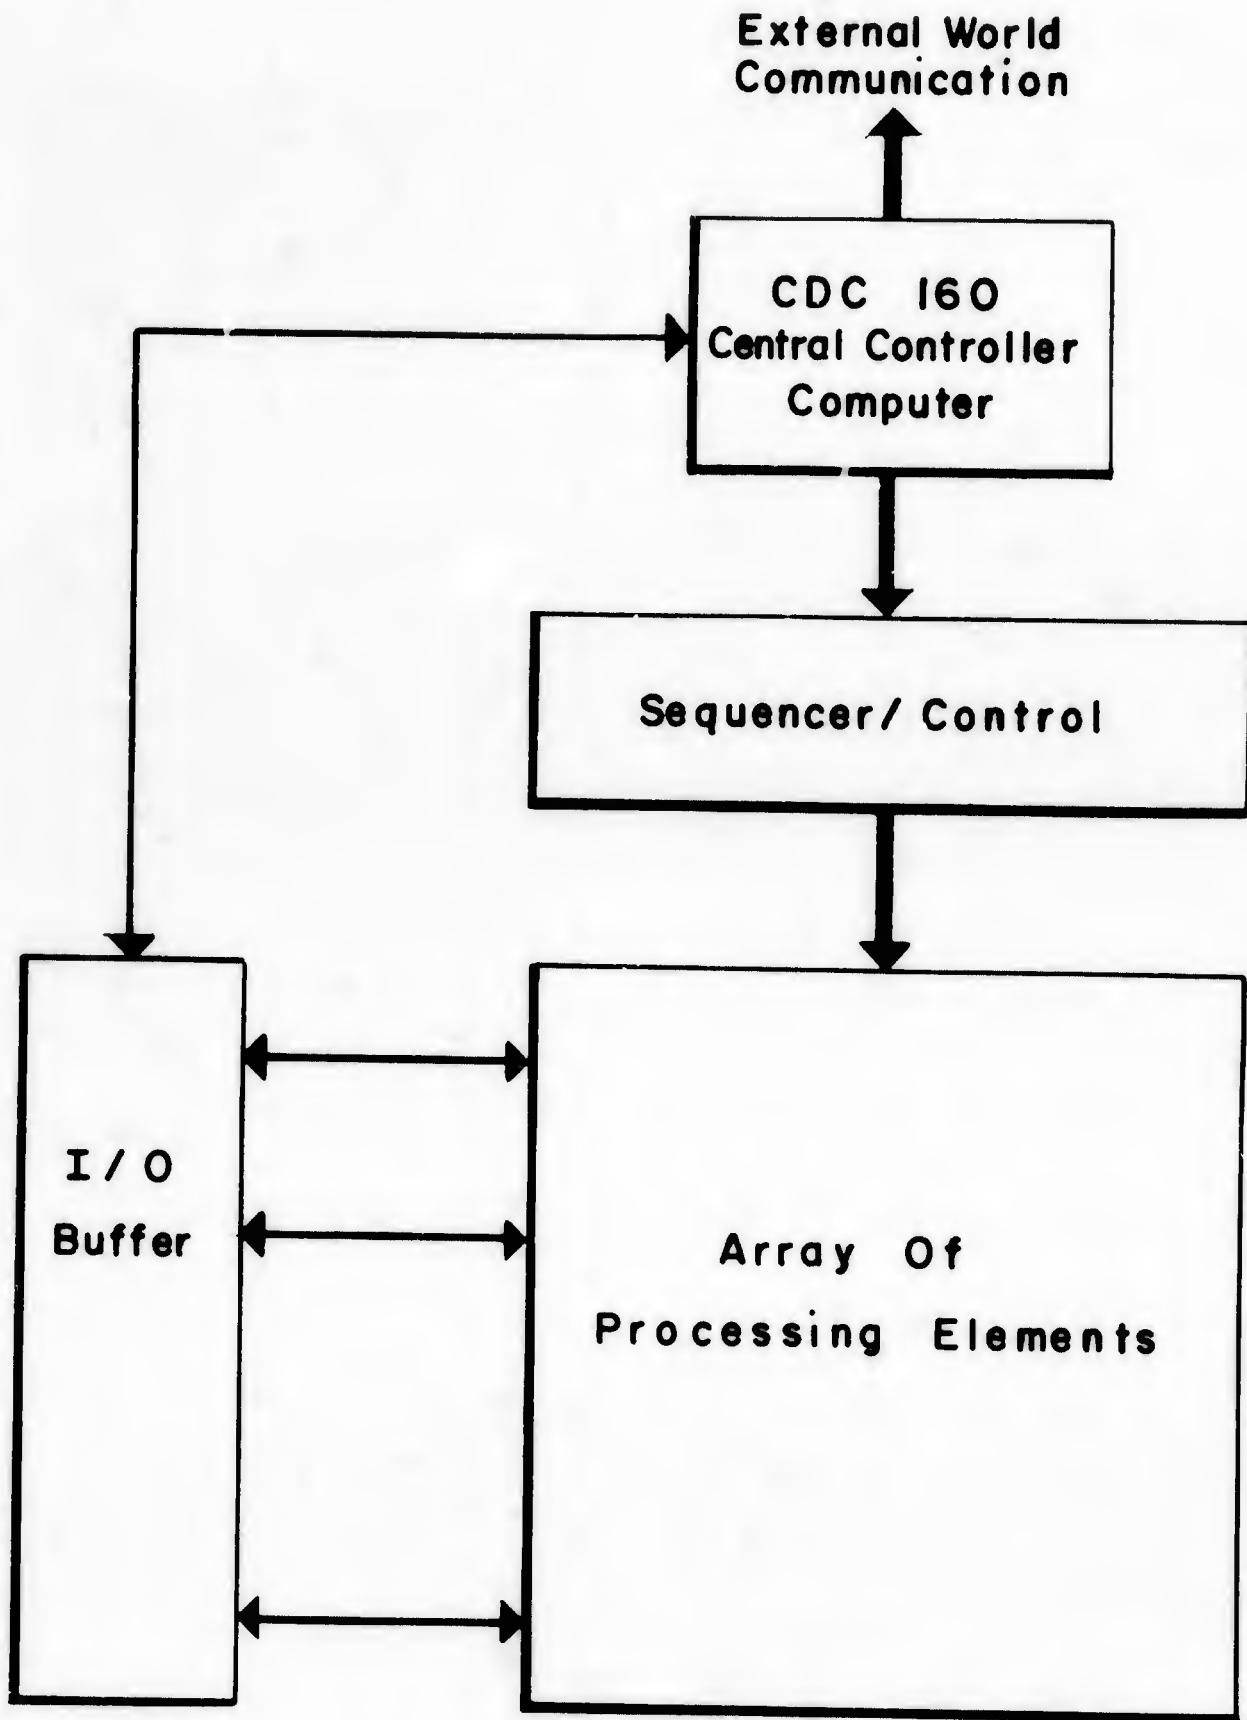 External World
Communication
CDC 160
Central Controller
Computer
Sequencer/ Control
I/O
Buffer
Array Of
Processing Elements